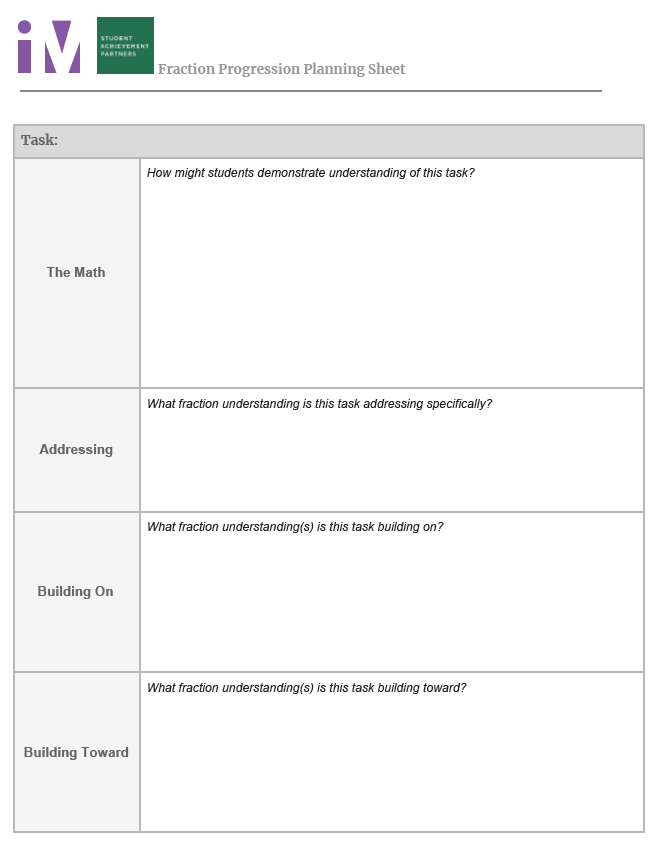 iM
STUDENT
ACHIEVEMENT
PARTNERS
Fraction Progression Planning Sheet
Task:
The Math
How might students demonstrate understanding of this task?
Addressing
What fraction understanding is this task addressing specifically?
Building On
What fraction understanding(s) is this task building on?
Building Toward
What fraction understanding(s) is this task building toward?